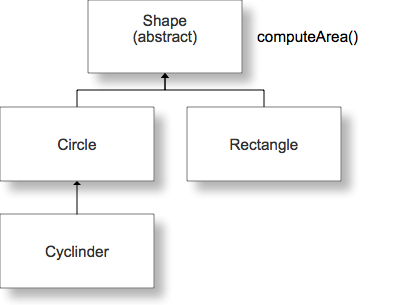 Shape
(abstract)
computeArea()
Circle
Rectangle
Cyclinder